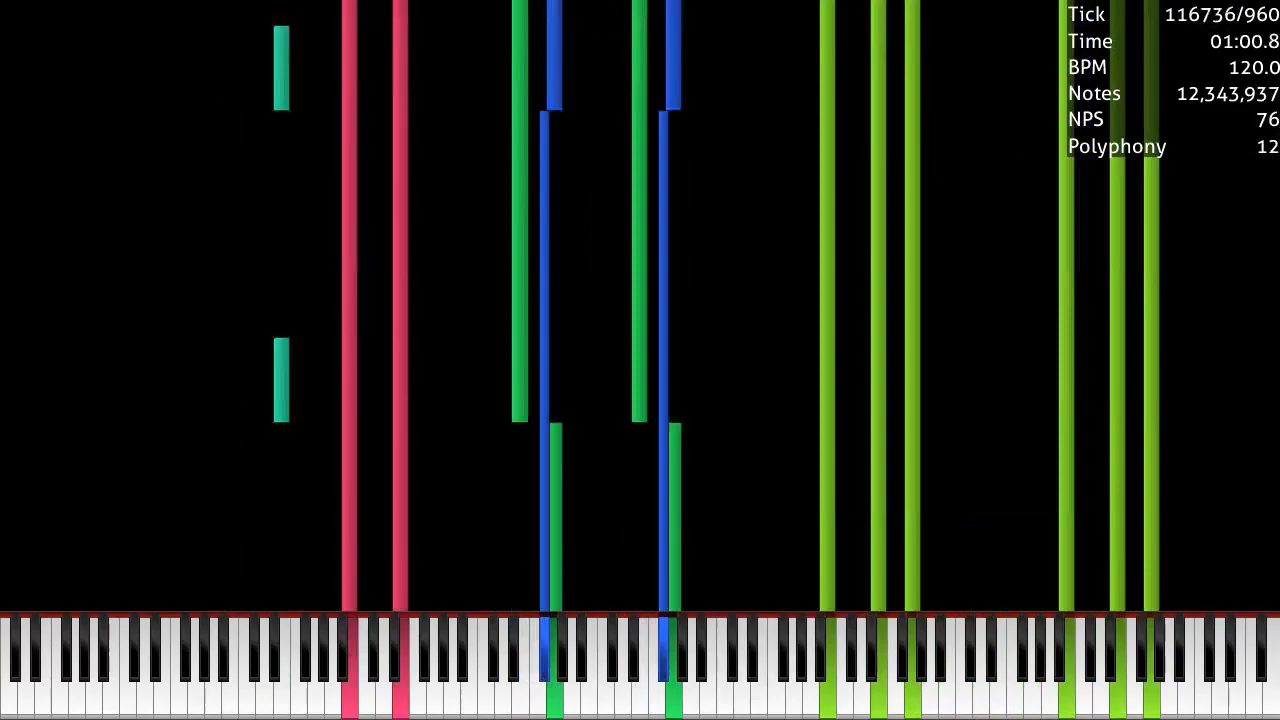 Tick 116736/960
Time 01:00.8
BPM 120.0
Notes 12,343,937
NPS 76
Polyphony 12